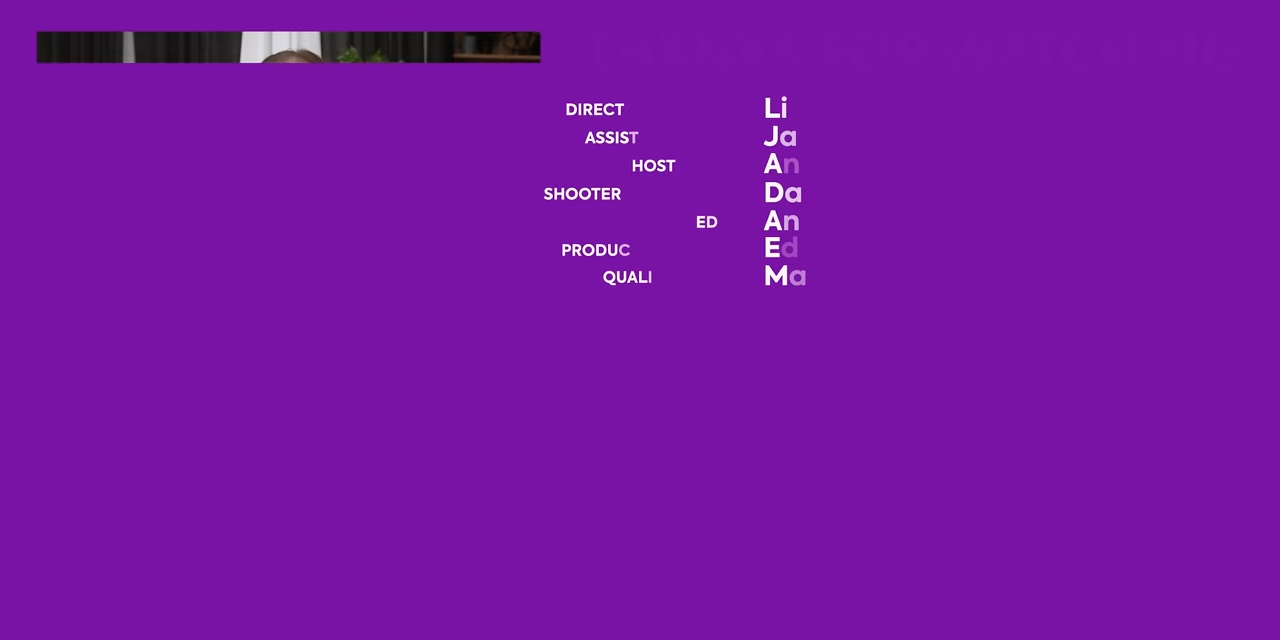 DIRECT Li
ASSIST Ja
HOST An
SHOOTER Da
ED An
PRODUC Ed
QUALI Ma